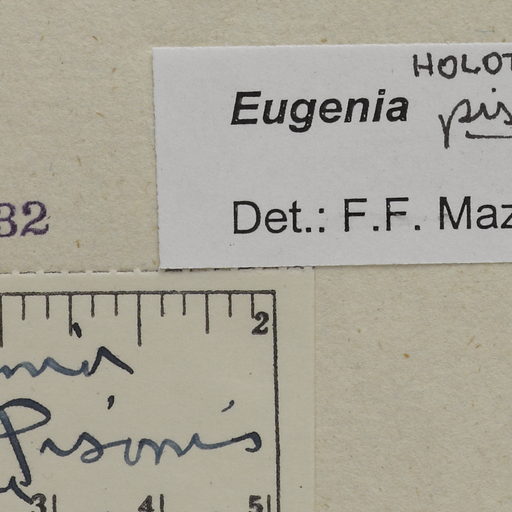 HOLOT
Eugenia pis
Det.: F.F. Maz
32
2
Pisonis
3 4 5